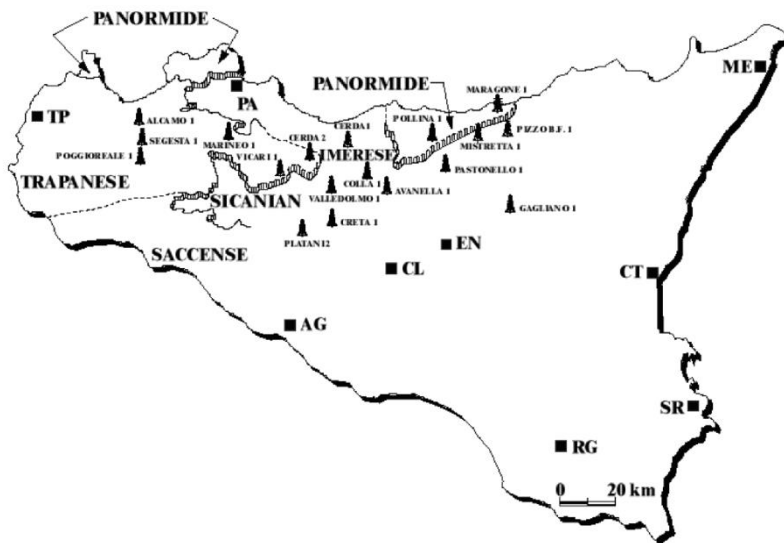 PANORMIDE
ME
PANORMIDE
MARAGONE 1
PA
TP
ALCAMO 1
POLLINA 1
PIZZO B.F. 1
CERDA 1
SEGESTA 1
MARINEO 1
CERDA 2
MISTRETTA 1
POGGIOREALE 1
IMERESE
VICARI 1
PASTONELLO 1
TRAPANESE
COLLA 1
AVANELLA 1
SICANIAN
VALLEDOLMO 1
GAGLIANO 1
CRETA 1
PLATANI2
EN
SACCENSE
CL
CT
AG
SR
RG
0 20 km